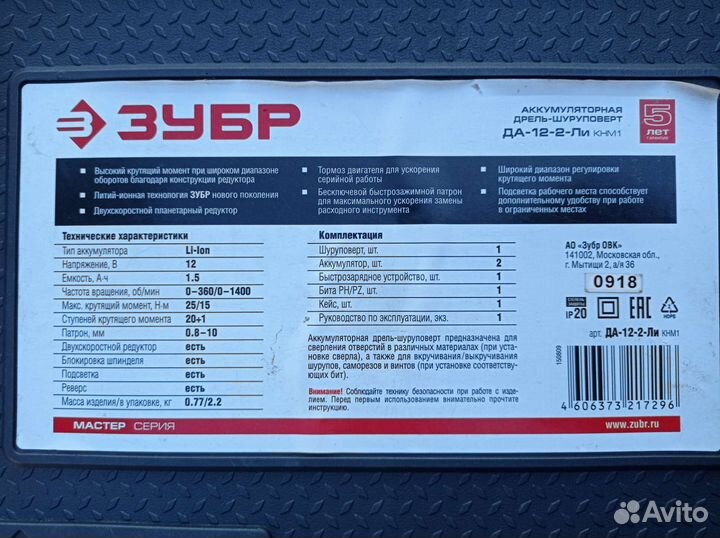 ЗУБР
АККУМУЛЯТОРНАЯ
ДРЕЛЬ-ШУРУПОВЕРТ
ДА-12-2-Ли КНМ1
5
ЛЕТ
ГАРАНТИЯ
Высокий крутящий момент при широком диапазоне
оборотов благодаря конструкции редуктора
Литий-ионная технология ЗУБР нового поколения
Двухскоростной планетарный редуктор
Тормоз двигателя для ускорения
серийной работы
Бесключевой быстрозажимной патрон
для максимального ускорения замены
расходного инструмента
Широкий диапазон регулировки
крутящего момента
Подсветка рабочего места способствует
дополнительному удобству при работе
в ограниченных местах
Технические характеристики
Тип аккумулятора Li-Ion
Напряжение, В 12
Емкость, А·ч 1.5
Частота вращения, об/мин 0–360/0–1400
Макс. крутящий момент, Н·м 25/15
Ступеней крутящего момента 20+1
Патрон, мм 0.8–10
Двухскоростной редуктор есть
Блокировка шпинделя есть
Подсветка есть
Реверс есть
Масса изделия/в упаковке, кг 0.77/2.2
МАСТЕР СЕРИЯ
Комплектация
Шуруповерт, шт. 1
Аккумулятор, шт. 2
Быстрозарядное устройство, шт. 1
Бита PH/PZ, шт. 1
Кейс, шт. 1
Руководство по эксплуатации, экз. 1
Аккумуляторная дрель-шуруповерт предназначена для
сверления отверстий в различных материалах (при уста-
новке сверла), а также для вкручивания/выкручивания
шурупов, саморезов и винтов (при установке соответствую-
щих бит).
Внимание! Соблюдайте технику безопасности при работе с изде-
лием. Перед первым использованием внимательно прочтите
инструкцию.
АО «Зубр ОВК»
141002, Московская обл.,
г. Мытищи 2, а/я 36
0918
СТЕПЕНЬ
ЗАЩИТЫ
IP20
EAC
HDPE
арт. ДА-12-2-Ли КНМ1
156609
4 606373 217296
www.zubr.ru
Avito